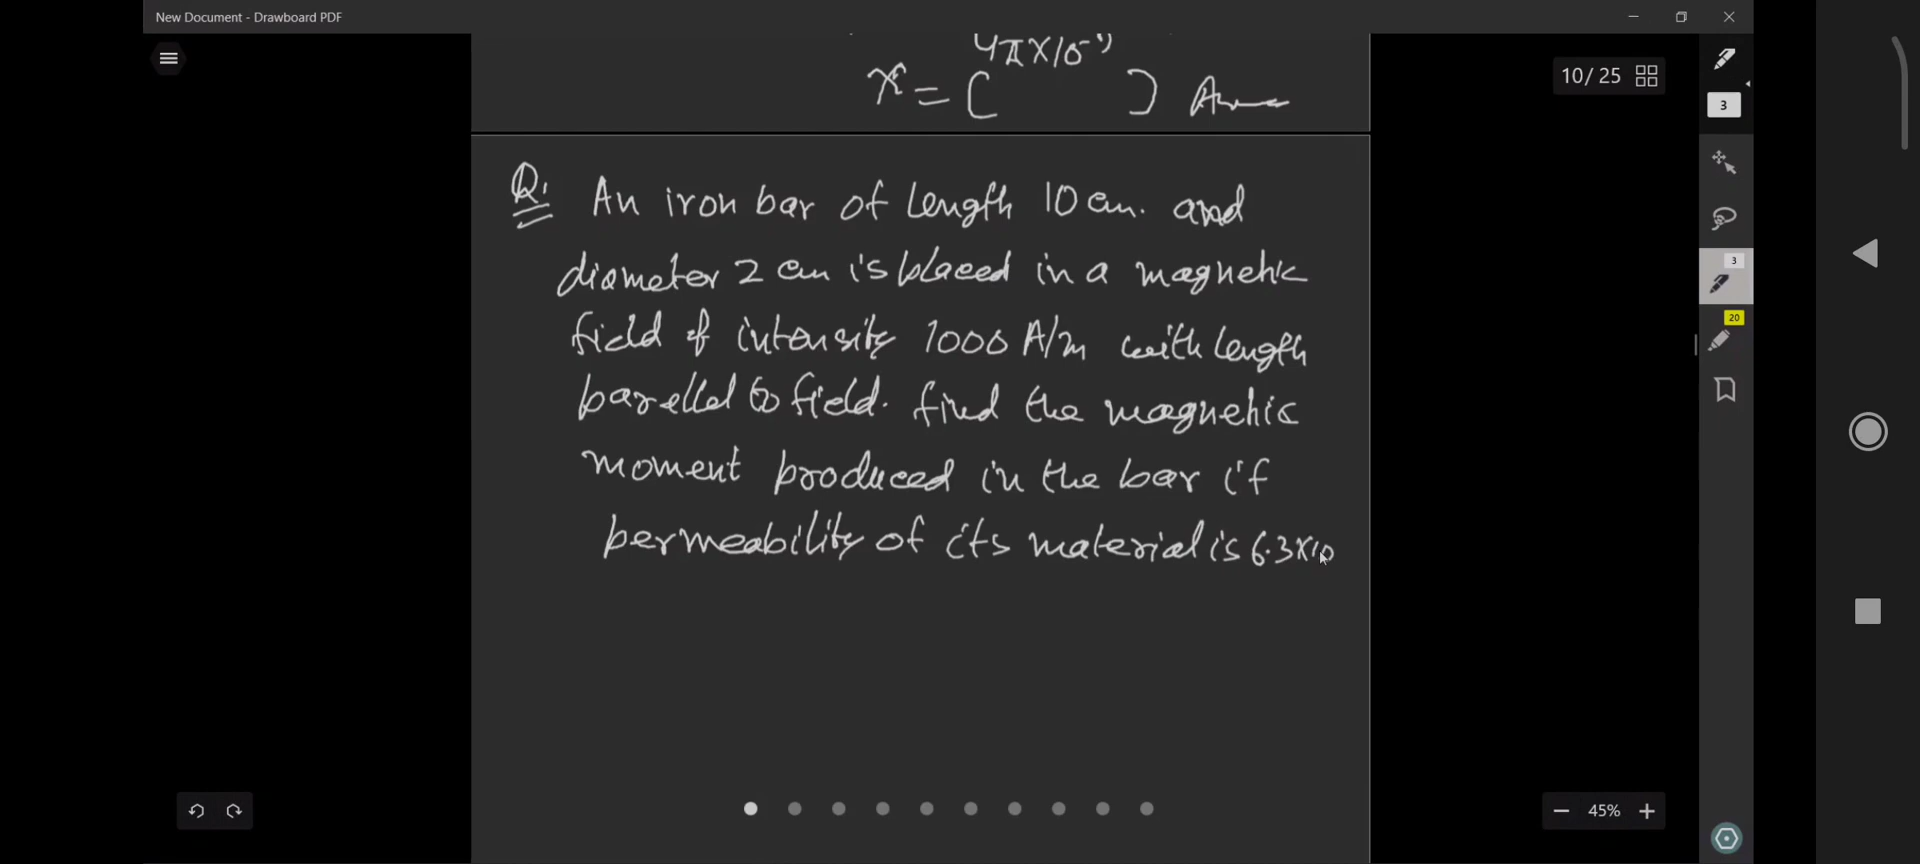 New Document - Drawboard PDF
10 / 25
3
4π×10⁻⁷
χ = [ ] Ans
Q. An iron bar of length 10 cm. and
diameter 2 cm is placed in a magnetic
field of intensity 1000 A/m with length
parellel to field. find the magnetic
moment produced in the bar if
permeability of its material is 6.3×10
3
20
45%